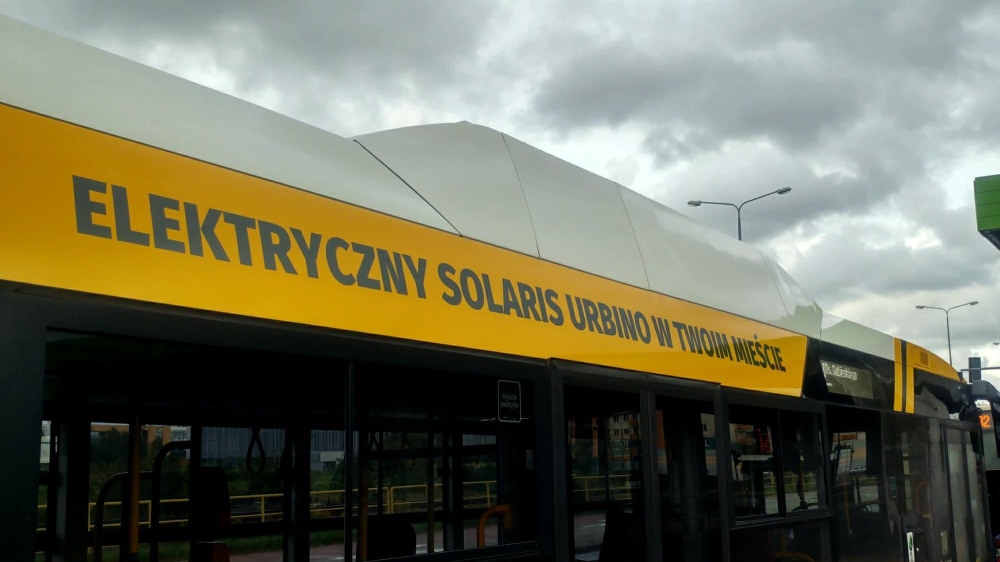 ELEKTRYCZNY SOLARIS URBINO W TWOIM MIEŚCIE